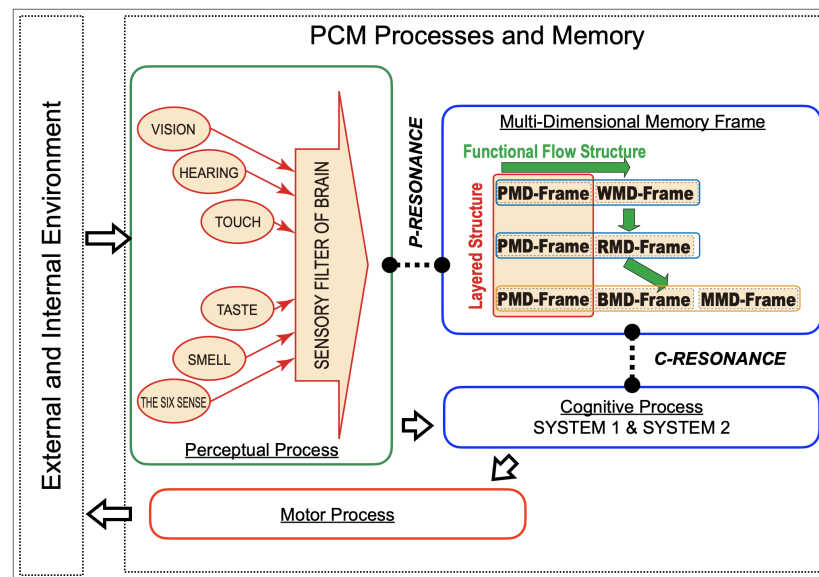 PCM Processes and Memory
External and Internal Environment
VISION
HEARING
TOUCH
TASTE
SMELL
THE SIX SENSE
SENSORY FILTER OF BRAIN
Perceptual Process
P-RESONANCE
Multi-Dimensional Memory Frame
Functional Flow Structure
Layered Structure
PMD-Frame WMD-Frame
PMD-Frame RMD-Frame
PMD-Frame BMD-Frame MMD-Frame
C-RESONANCE
Cognitive Process
SYSTEM 1 & SYSTEM 2
Motor Process